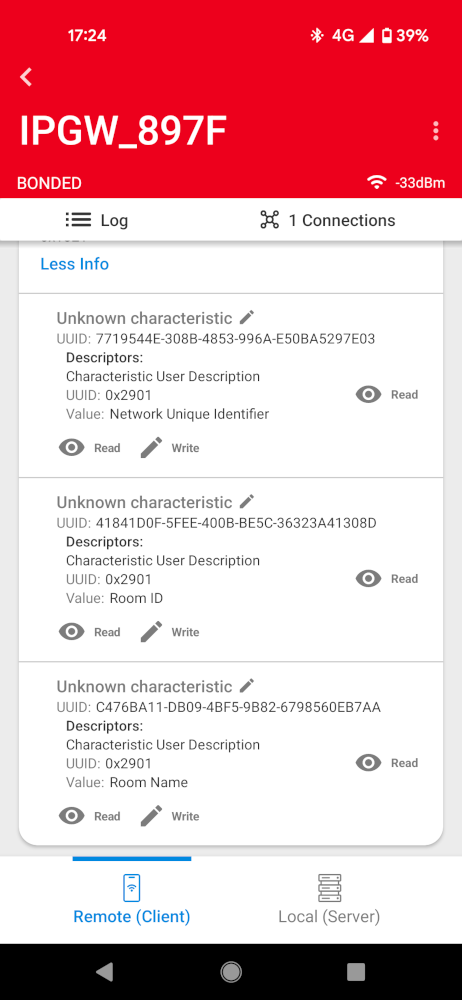 17:24
4G
39%
IPGW_897F
BONDED
-33dBm
Log
1 Connections
Less Info
Unknown characteristic
UUID: 7719544E-308B-4853-996A-E50BA5297E03
Descriptors:
Characteristic User Description
UUID: 0x2901
Read
Value: Network Unique Identifier
Read
Write
Unknown characteristic
UUID: 41841D0F-5FEE-400B-BE5C-36323A41308D
Descriptors:
Characteristic User Description
UUID: 0x2901
Read
Value: Room ID
Read
Write
Unknown characteristic
UUID: C476BA11-DB09-4BF5-9B82-6798560EB7AA
Descriptors:
Characteristic User Description
UUID: 0x2901
Read
Value: Room Name
Read
Write
Remote (Client)
Local (Server)